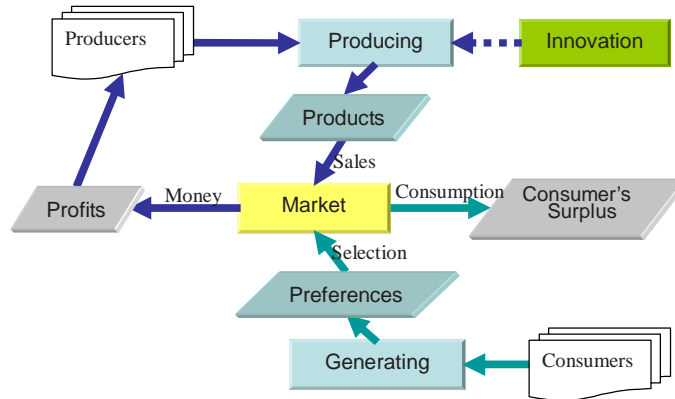 Producers
Producing
Innovation
Products
Sales
Profits
Money
Market
Consumption
Consumer's
Surplus
Selection
Preferences
Generating
Consumers